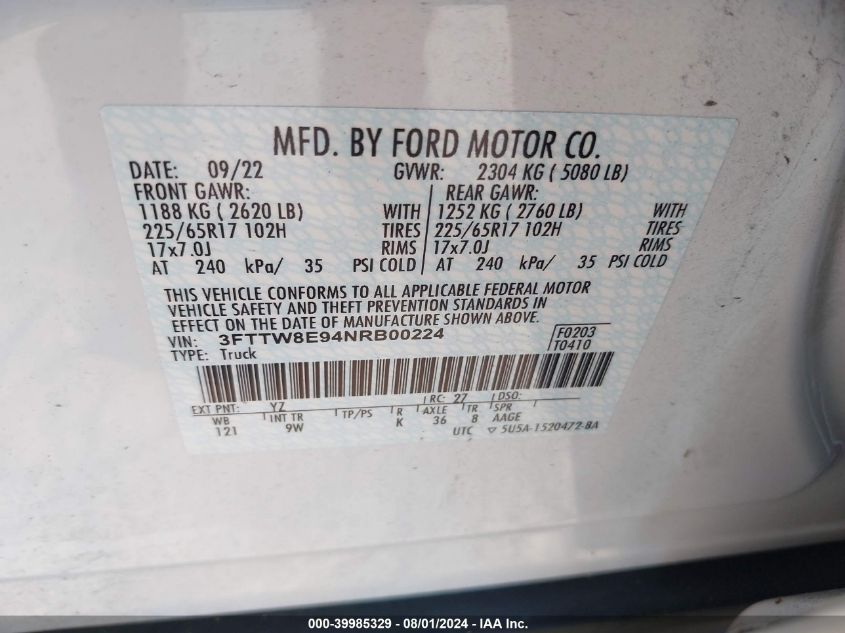 MFD. BY FORD MOTOR CO.
DATE: 09/22 GVWR: 2304 KG ( 5080 LB)
FRONT GAWR: REAR GAWR:
1188 KG ( 2620 LB) WITH 1252 KG ( 2760 LB) WITH
225/65R17 102H TIRES 225/65R17 102H TIRES
17x7.0J RIMS 17x7.0J RIMS
AT 240 kPa/ 35 PSI COLD AT 240 kPa/ 35 PSI COLD
THIS VEHICLE CONFORMS TO ALL APPLICABLE FEDERAL MOTOR
VEHICLE SAFETY AND THEFT PREVENTION STANDARDS IN
EFFECT ON THE DATE OF MANUFACTURE SHOWN ABOVE.
VIN: 3FTTW8E94NRB00224 F0203
TYPE: Truck T0410
EXT PNT: YZ RC: 27 DSO:
WB INT TR TP/PS R AXLE TR SPR
121 9W K 36 8 AAGE
UTC ▽ 5U5A-1520472-BA
000-39985329 - 08/01/2024 - IAA Inc.